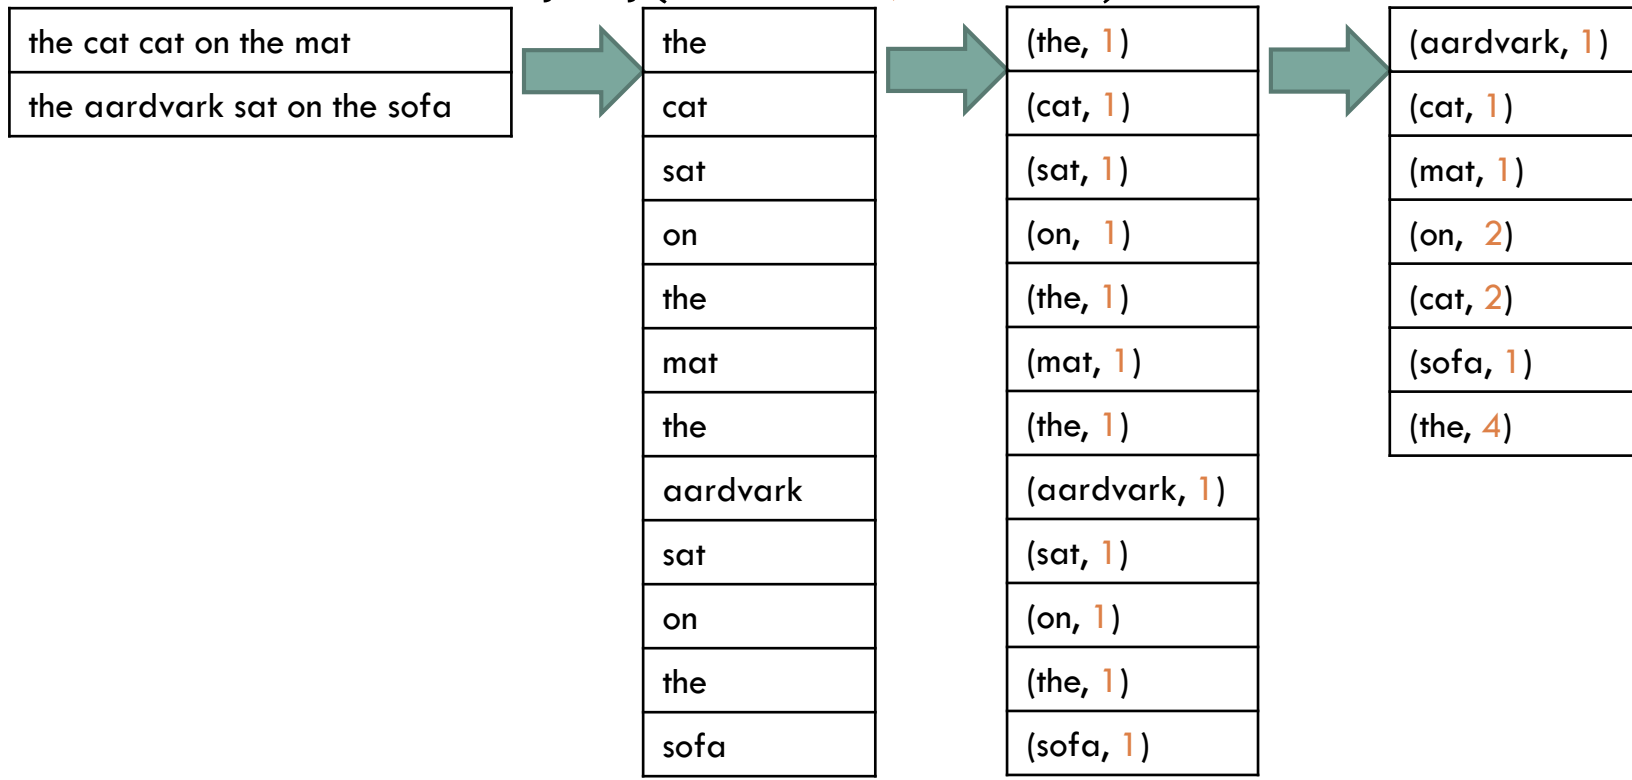 the cat cat on the mat
the aardvark sat on the sofa
the
cat
sat
on
the
mat
the
aardvark
sat
on
the
sofa
(the, 1)
(cat, 1)
(sat, 1)
(on, 1)
(the, 1)
(mat, 1)
(the, 1)
(aardvark, 1)
(sat, 1)
(on, 1)
(the, 1)
(sofa, 1)
(aardvark, 1)
(cat, 1)
(mat, 1)
(on, 2)
(cat, 2)
(sofa, 1)
(the, 4)